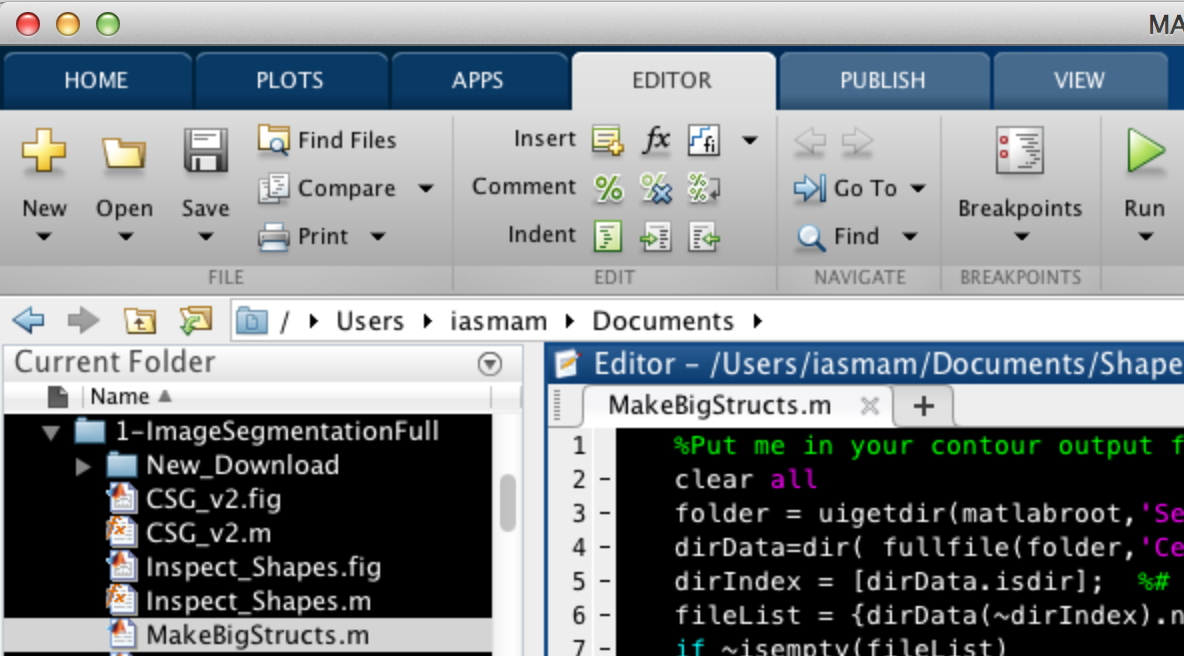 MA
HOME PLOTS APPS EDITOR PUBLISH VIEW
New Open Save
Find Files
Compare
Print
FILE
Insert fx fi
Comment % % %
Indent
EDIT
Go To
Find
NAVIGATE
Breakpoints
BREAKPOINTS
Run
/ Users iasmam Documents
Current Folder
Name
1-ImageSegmentationFull
New_Download
CSG_v2.fig
CSG_v2.m
Inspect_Shapes.fig
Inspect_Shapes.m
MakeBigStructs.m
Editor - /Users/iasmam/Documents/Shape
MakeBigStructs.m +
1 %Put me in your contour output f
2 - clear all
3 - folder = uigetdir(matlabroot,'Se
4 - dirData=dir( fullfile(folder,'Ce
5 - dirIndex = [dirData.isdir]; %#
6 - fileList = {dirData(~dirIndex).n
7 - if ~isempty(fileList)